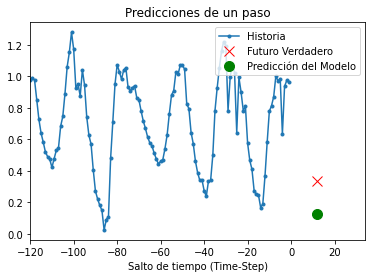 Predicciones de un paso
Historia
Futuro Verdadero
Predicción del Modelo
1.2
1.0
0.8
0.6
0.4
0.2
0.0
−120 −100 −80 −60 −40 −20 0 20
Salto de tiempo (Time-Step)